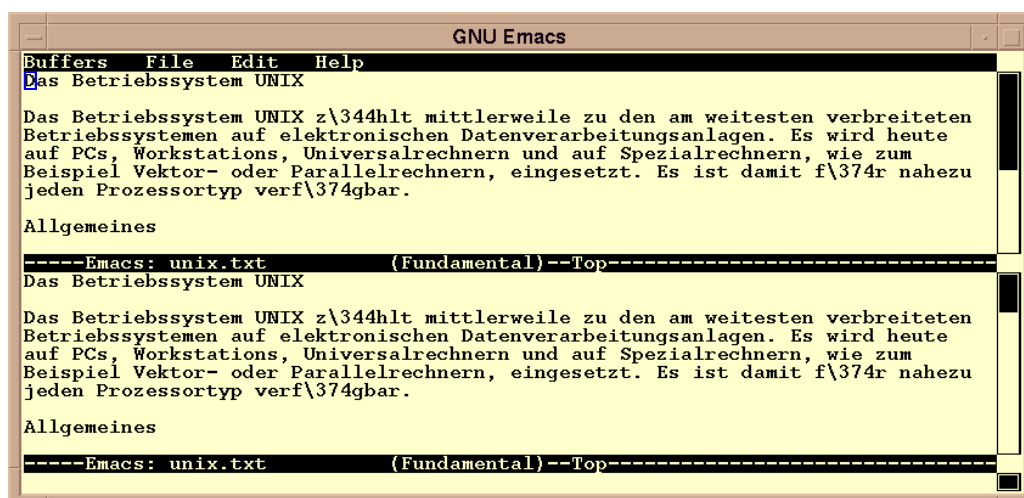 GNU Emacs
Buffers File Edit Help
Das Betriebssystem UNIX
Das Betriebssystem UNIX z\344hlt mittlerweile zu den am weitesten verbreiteten
Betriebssystemen auf elektronischen Datenverarbeitungsanlagen. Es wird heute
auf PCs, Workstations, Universalrechnern und auf Spezialrechnern, wie zum
Beispiel Vektor- oder Parallelrechnern, eingesetzt. Es ist damit f\374r nahezu
jeden Prozessortyp verf\374gbar.
Allgemeines
-----Emacs: unix.txt (Fundamental)--Top--------------------------------
Das Betriebssystem UNIX
Das Betriebssystem UNIX z\344hlt mittlerweile zu den am weitesten verbreiteten
Betriebssystemen auf elektronischen Datenverarbeitungsanlagen. Es wird heute
auf PCs, Workstations, Universalrechnern und auf Spezialrechnern, wie zum
Beispiel Vektor- oder Parallelrechnern, eingesetzt. Es ist damit f\374r nahezu
jeden Prozessortyp verf\374gbar.
Allgemeines
-----Emacs: unix.txt (Fundamental)--Top--------------------------------